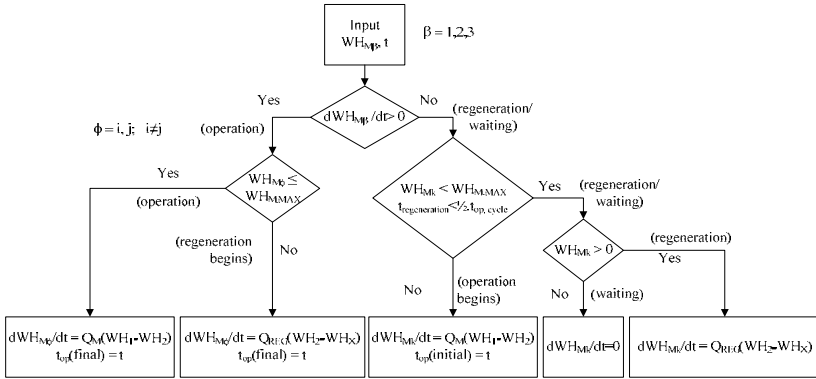 Input
WH_Mβ, t
β = 1,2,3
dWH_Mβ/dt > 0
Yes
(operation)
No
(regeneration/
waiting)
ϕ = i, j; i≠j
WH_Mϕ ≤
WH_M,MAX
Yes
(operation)
(regeneration
begins)
No
WH_Mk < WH_M,MAX
t_regeneration < ½.t_op, cycle
Yes
(regeneration/
waiting)
No
(operation
begins)
WH_Mk > 0
(regeneration)
Yes
No
(waiting)
dWH_Mϕ/dt = Q_M(WH_1-WH_2)
t_op(final) = t
dWH_Mϕ/dt = Q_REG(WH_2-WH_X)
t_op(final) = t
dWH_Mk/dt = Q_M(WH_1-WH_2)
t_op(initial) = t
dWH_Mk/dt=0
dWH_Mk/dt = Q_REG(WH_2-WH_X)